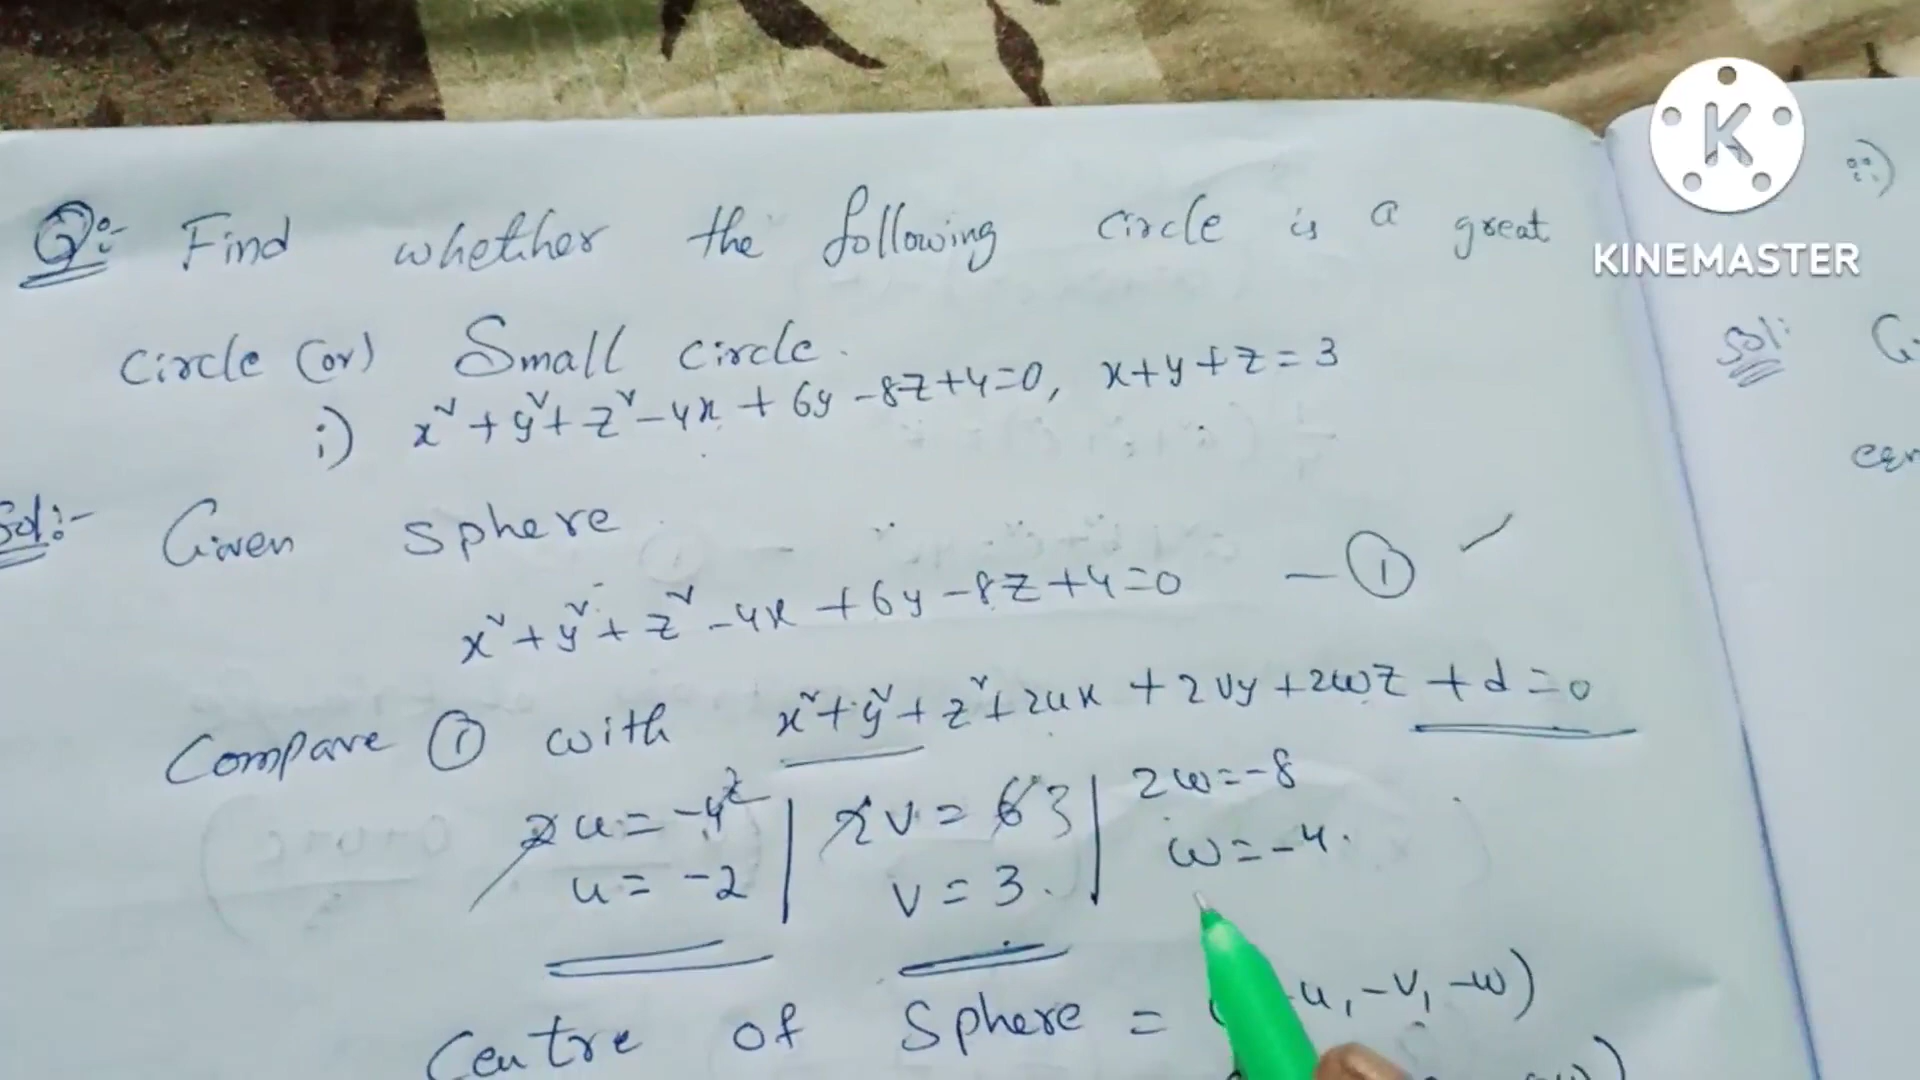 Q:- Find whether the following circle is a great
circle (or) Small circle.
i) x² + y² + z² - 4x + 6y - 8z + 4 = 0, x + y + z = 3
Sol:- Given sphere
x² + y² + z² - 4x + 6y - 8z + 4 = 0 — ①
Compare ① with x² + y² + z² + 2ux + 2vy + 2wz + d = 0
2u = -4 2 | 2v = 6 3 | 2w = -8
u = -2 | v = 3 | w = -4.
Centre of Sphere = (-u, -v, -w)
KINEMASTER
Sol: